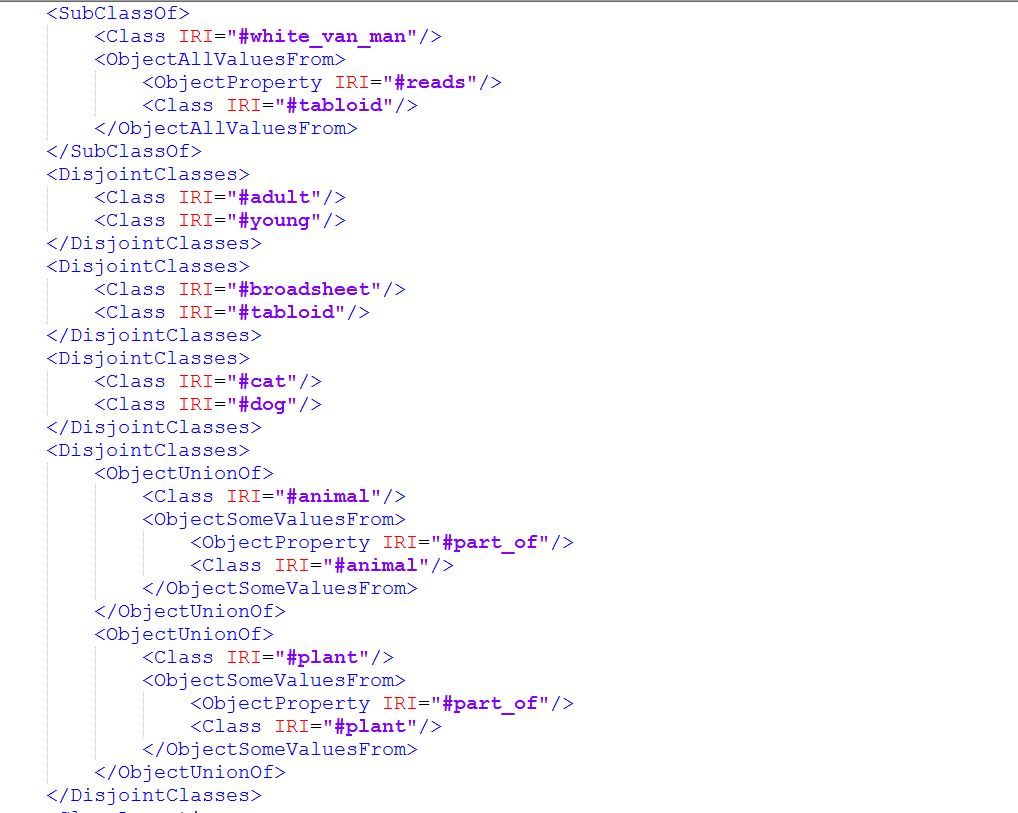 <SubClassOf>
<Class IRI="#white_van_man"/>
<ObjectAllValuesFrom>
<ObjectProperty IRI="#reads"/>
<Class IRI="#tabloid"/>
</ObjectAllValuesFrom>
</SubClassOf>
<DisjointClasses>
<Class IRI="#adult"/>
<Class IRI="#young"/>
</DisjointClasses>
<DisjointClasses>
<Class IRI="#broadsheet"/>
<Class IRI="#tabloid"/>
</DisjointClasses>
<DisjointClasses>
<Class IRI="#cat"/>
<Class IRI="#dog"/>
</DisjointClasses>
<DisjointClasses>
<ObjectUnionOf>
<Class IRI="#animal"/>
<ObjectSomeValuesFrom>
<ObjectProperty IRI="#part_of"/>
<Class IRI="#animal"/>
</ObjectSomeValuesFrom>
</ObjectUnionOf>
<ObjectUnionOf>
<Class IRI="#plant"/>
<ObjectSomeValuesFrom>
<ObjectProperty IRI="#part_of"/>
<Class IRI="#plant"/>
</ObjectSomeValuesFrom>
</ObjectUnionOf>
</DisjointClasses>